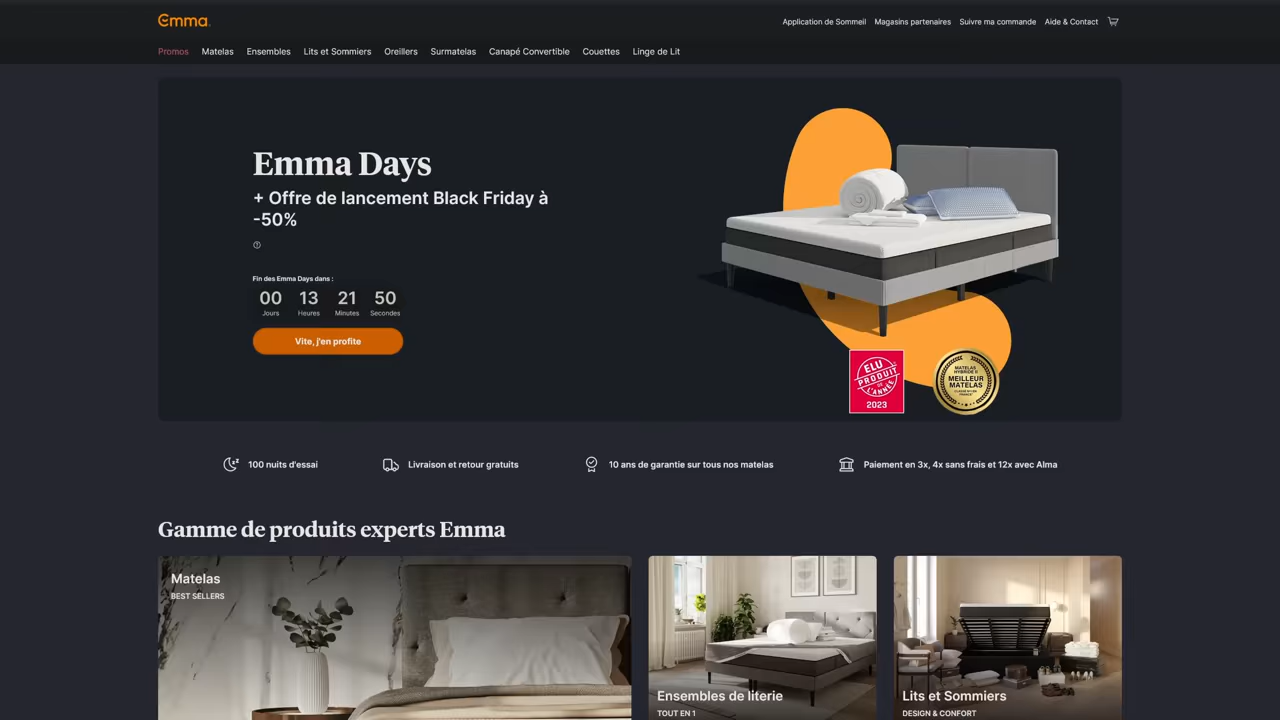 Emma
Application de Sommeil
Magasins partenaires
Suivre ma commande
Aide & Contact
Promos
Matelas
Ensembles
Lits et Sommiers
Oreillers
Surmatelas
Canapé Convertible
Couettes
Linge de Lit
Emma Days
+ Offre de lancement Black Friday à
-50%
Fin des Emma Days dans :
00 13 21 50
Jours Heures Minutes Secondes
Vite, j'en profite
ELU
PRODUIT
DE
L'ANNÉE
2023
MATELAS
HYBRIDE II
MEILLEUR
MATELAS
100 nuits d'essai
Livraison et retour gratuits
10 ans de garantie sur tous nos matelas
Paiement en 3x, 4x sans frais et 12x avec Alma
Gamme de produits experts Emma
Matelas
BEST SELLERS
Ensembles de literie
TOUT EN 1
Lits et Sommiers
DESIGN & CONFORT